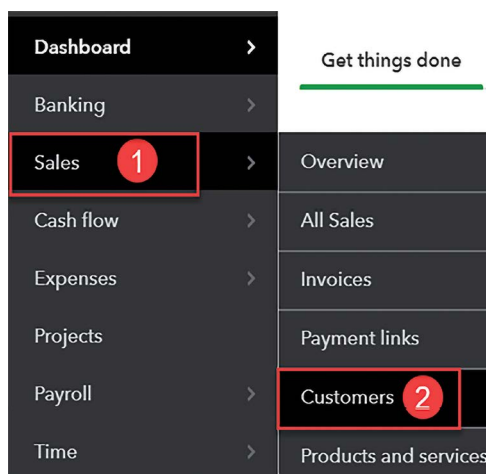 Dashboard
Banking
Sales 1
Cash flow
Expenses
Projects
Payroll
Time
Get things done
Overview
All Sales
Invoices
Payment links
Customers 2
Products and services